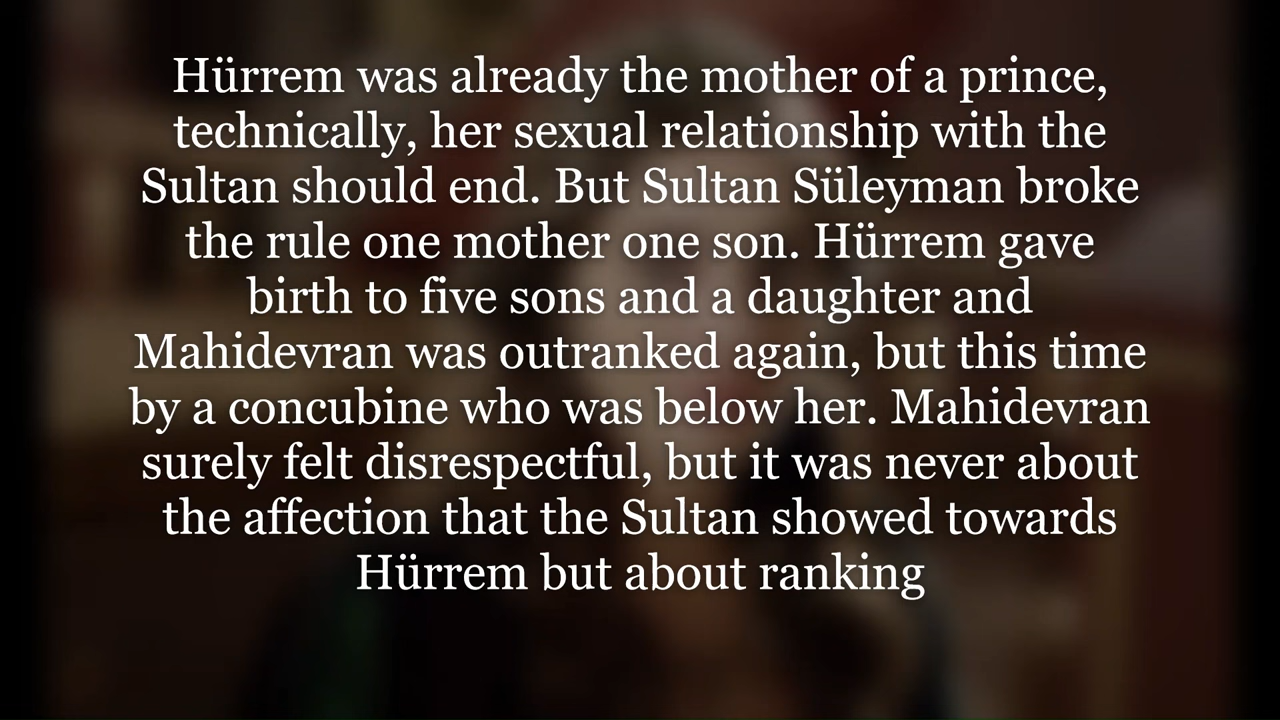 Hürrem was already the mother of a prince,
technically, her sexual relationship with the
Sultan should end. But Sultan Süleyman broke
the rule one mother one son. Hürrem gave
birth to five sons and a daughter and
Mahidevran was outranked again, but this time
by a concubine who was below her. Mahidevran
surely felt disrespectful, but it was never about
the affection that the Sultan showed towards
Hürrem but about ranking